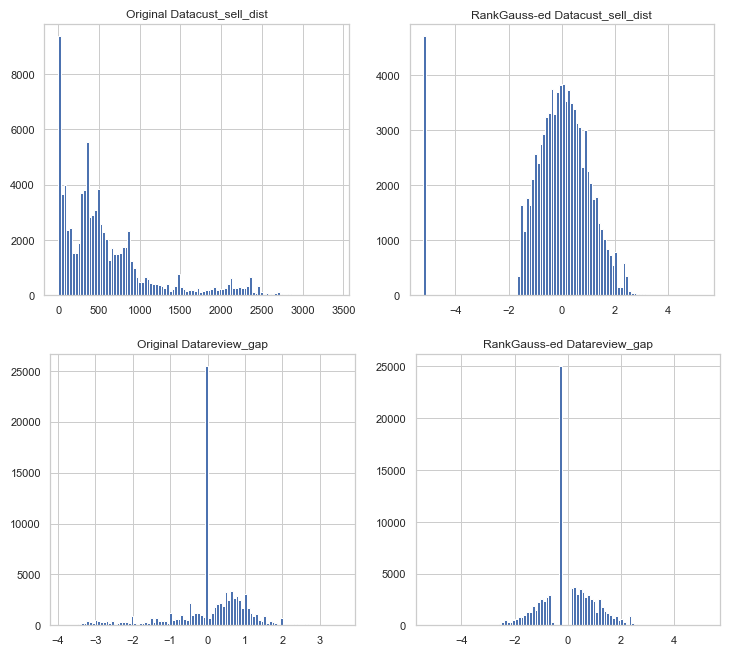 Original Datacust_sell_dist
8000
6000
4000
2000
0
0 500 1000 1500 2000 2500 3000 3500
RankGauss-ed Datacust_sell_dist
4000
3000
2000
1000
0
−4 −2 0 2 4
Original Datareview_gap
25000
20000
15000
10000
5000
0
−4 −3 −2 −1 0 1 2 3
RankGauss-ed Datareview_gap
25000
20000
15000
10000
5000
0
−4 −2 0 2 4